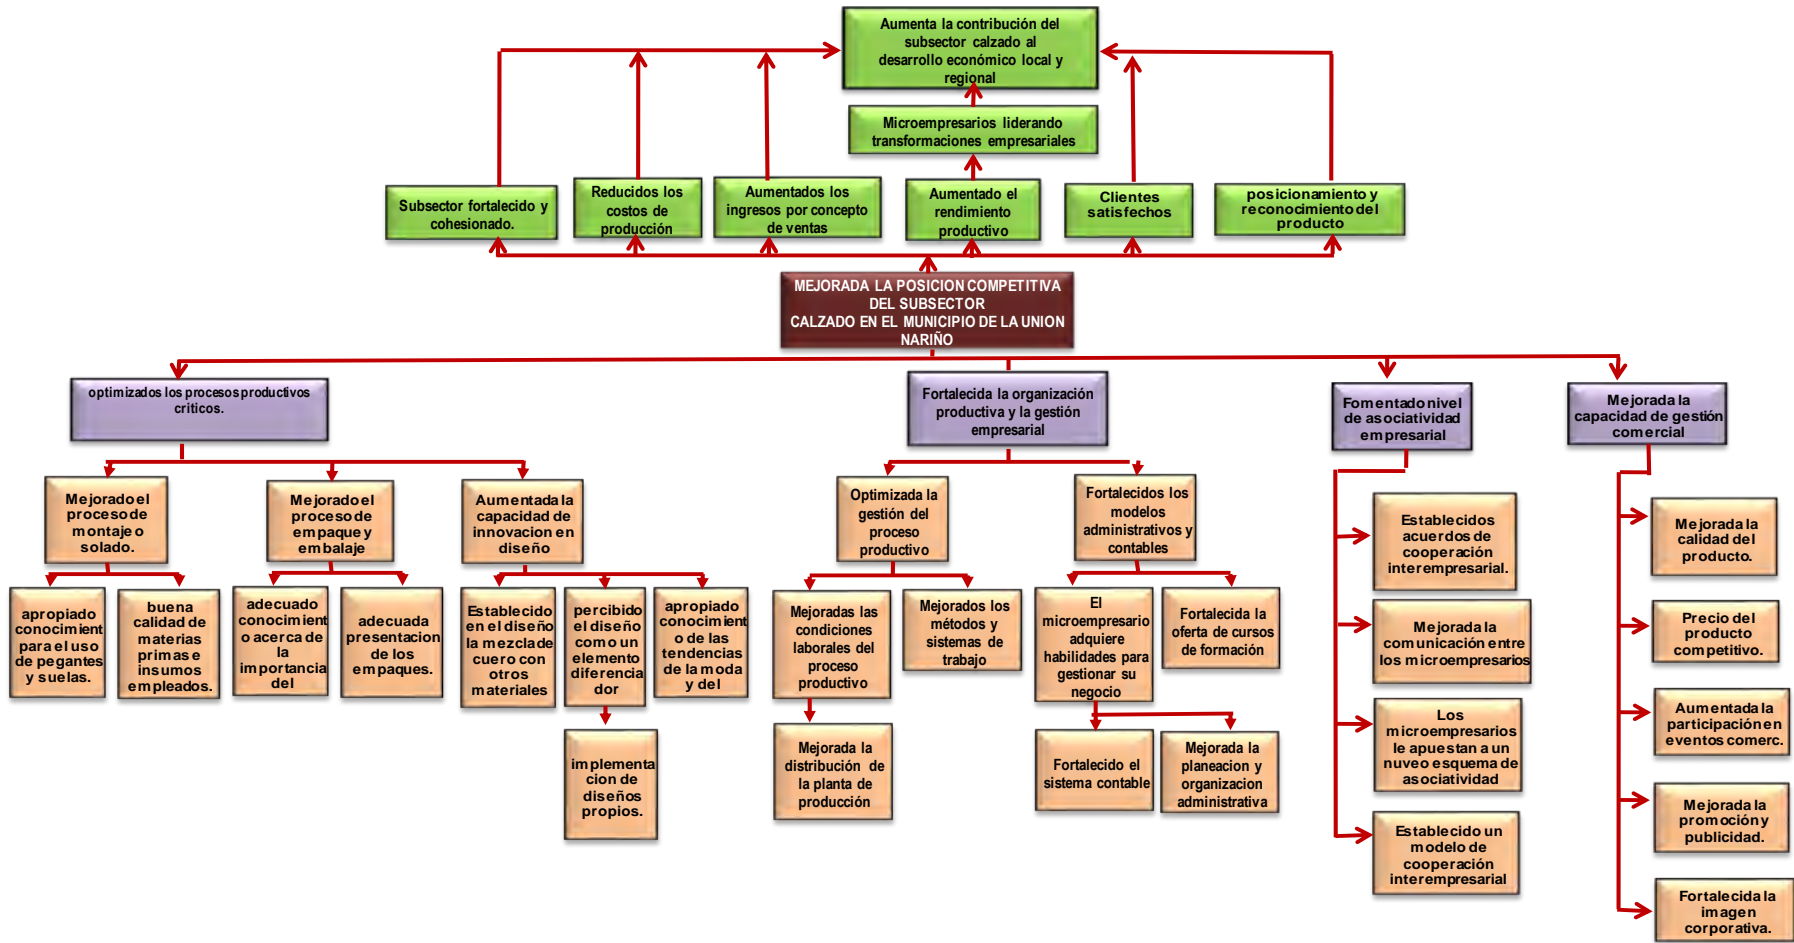 Aumenta la contribución del
subsector calzado al
desarrollo económico local y
regional
Microempresarios liderando
transformaciones empresariales
Subsector fortalecido y
cohesionado.
Reducidos los
costos de
producción
Aumentados los
ingresos por concepto
de ventas
Aumentado el
rendimiento
productivo
Clientes
satisfechos
posicionamiento y
reconocimiento del
producto
MEJORADA LA POSICION COMPETITIVA
DEL SUBSECTOR
CALZADO EN EL MUNICIPIO DE LA UNION
NARIÑO
optimizados los procesos productivos
criticos.
Fortalecida la organización
productiva y la gestión
empresarial
Fomentado nivel
de asociatividad
empresarial
Mejorada la
capacidad de gestión
comercial
Mejorado el
proceso de
montaje o
solado.
Mejorado el
proceso de
empaque y
embalaje
Aumentada la
capacidad de
innovacion en
diseño
Optimizada la
gestión del
proceso
productivo
Fortalecidos los
modelos
administrativos y
contables
apropiado
conocimient
para el uso de
pegantes
y suelas.
buena
calidad de
materias
primas e
insumos
empleados.
adecuado
conocimient
o acerca de
la
importancia
del
adecuada
presentacion
de los
empaques.
Establecido
en el diseño
la mezcla de
cuero con
otros
materiales
percibido
el diseño
como un
elemento
diferencia
dor
apropiado
conocimient
o de las
tendencias
de la moda
y del
implementa
cion de
diseños
propios.
Mejoradas las
condiciones
laborales del
proceso
productivo
Mejorados los
métodos y
sistemas de
trabajo
Mejorada la
distribución de
la planta de
producción
El
microempresario
adquiere
habilidades para
gestionar su
negocio
Fortalecida la
oferta de cursos
de formación
Fortalecido el
sistema contable
Mejorada la
planeacion y
organizacion
administrativa
Establecidos
acuerdos de
cooperación
interempresarial.
Mejorada la
comunicación entre
los microempresarios
Los
microempresarios
le apuestan a un
nuveo esquema de
asociatividad
Establecido un
modelo de
cooperación
interempresarial
Mejorada la
calidad del
producto.
Precio del
producto
competitivo.
Aumentada la
participación en
eventos comerc.
Mejorada la
promoción y
publicidad.
Fortalecida la
imagen
corporativa.